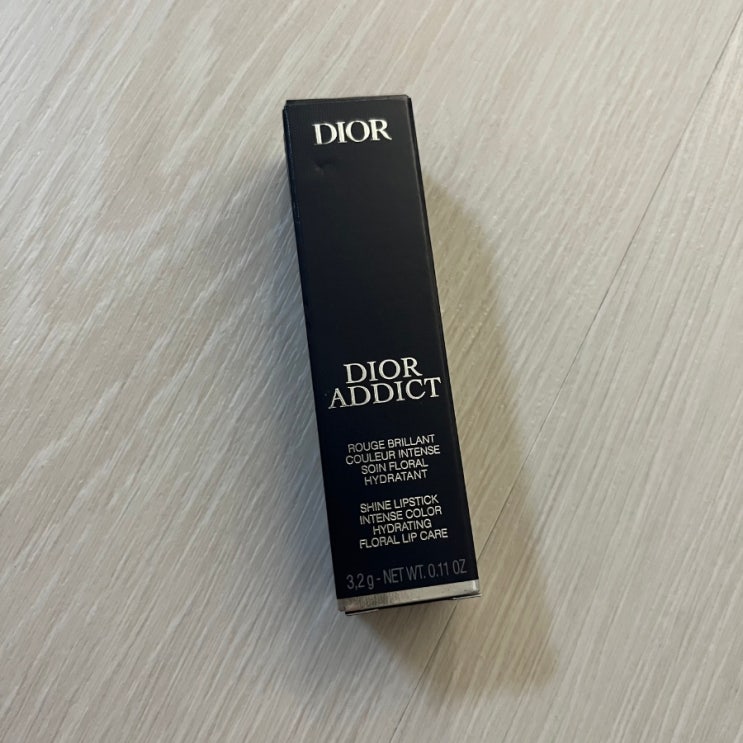 DIOR
DIOR
ADDICT
ROUGE BRILLANT
COULEUR INTENSE
SOIN FLORAL
HYDRATANT
SHINE LIPSTICK
INTENSE COLOR
HYDRATING
FLORAL LIP CARE
3,2 g - NET WT. 0.11 OZ